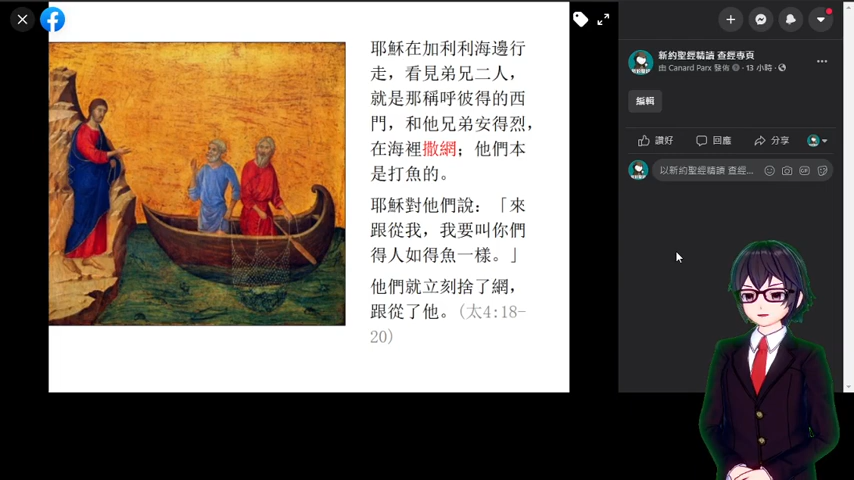 耶穌在加利利海邊行
走，看見弟兄二人，
就是那稱呼彼得的西
門，和他兄弟安得烈，
在海裡撒網；他們本
是打魚的。
耶穌對他們說：「來
跟從我，我要叫你們
得人如得魚一樣。」
他們就立刻捨了網，
跟從了他。(太4:18-
20)
新約聖經精讀 查經專頁
由 Canard Parx 發佈 · 13 小時 ·
編輯
讚好 回應 分享
以新約聖經精讀 查經...